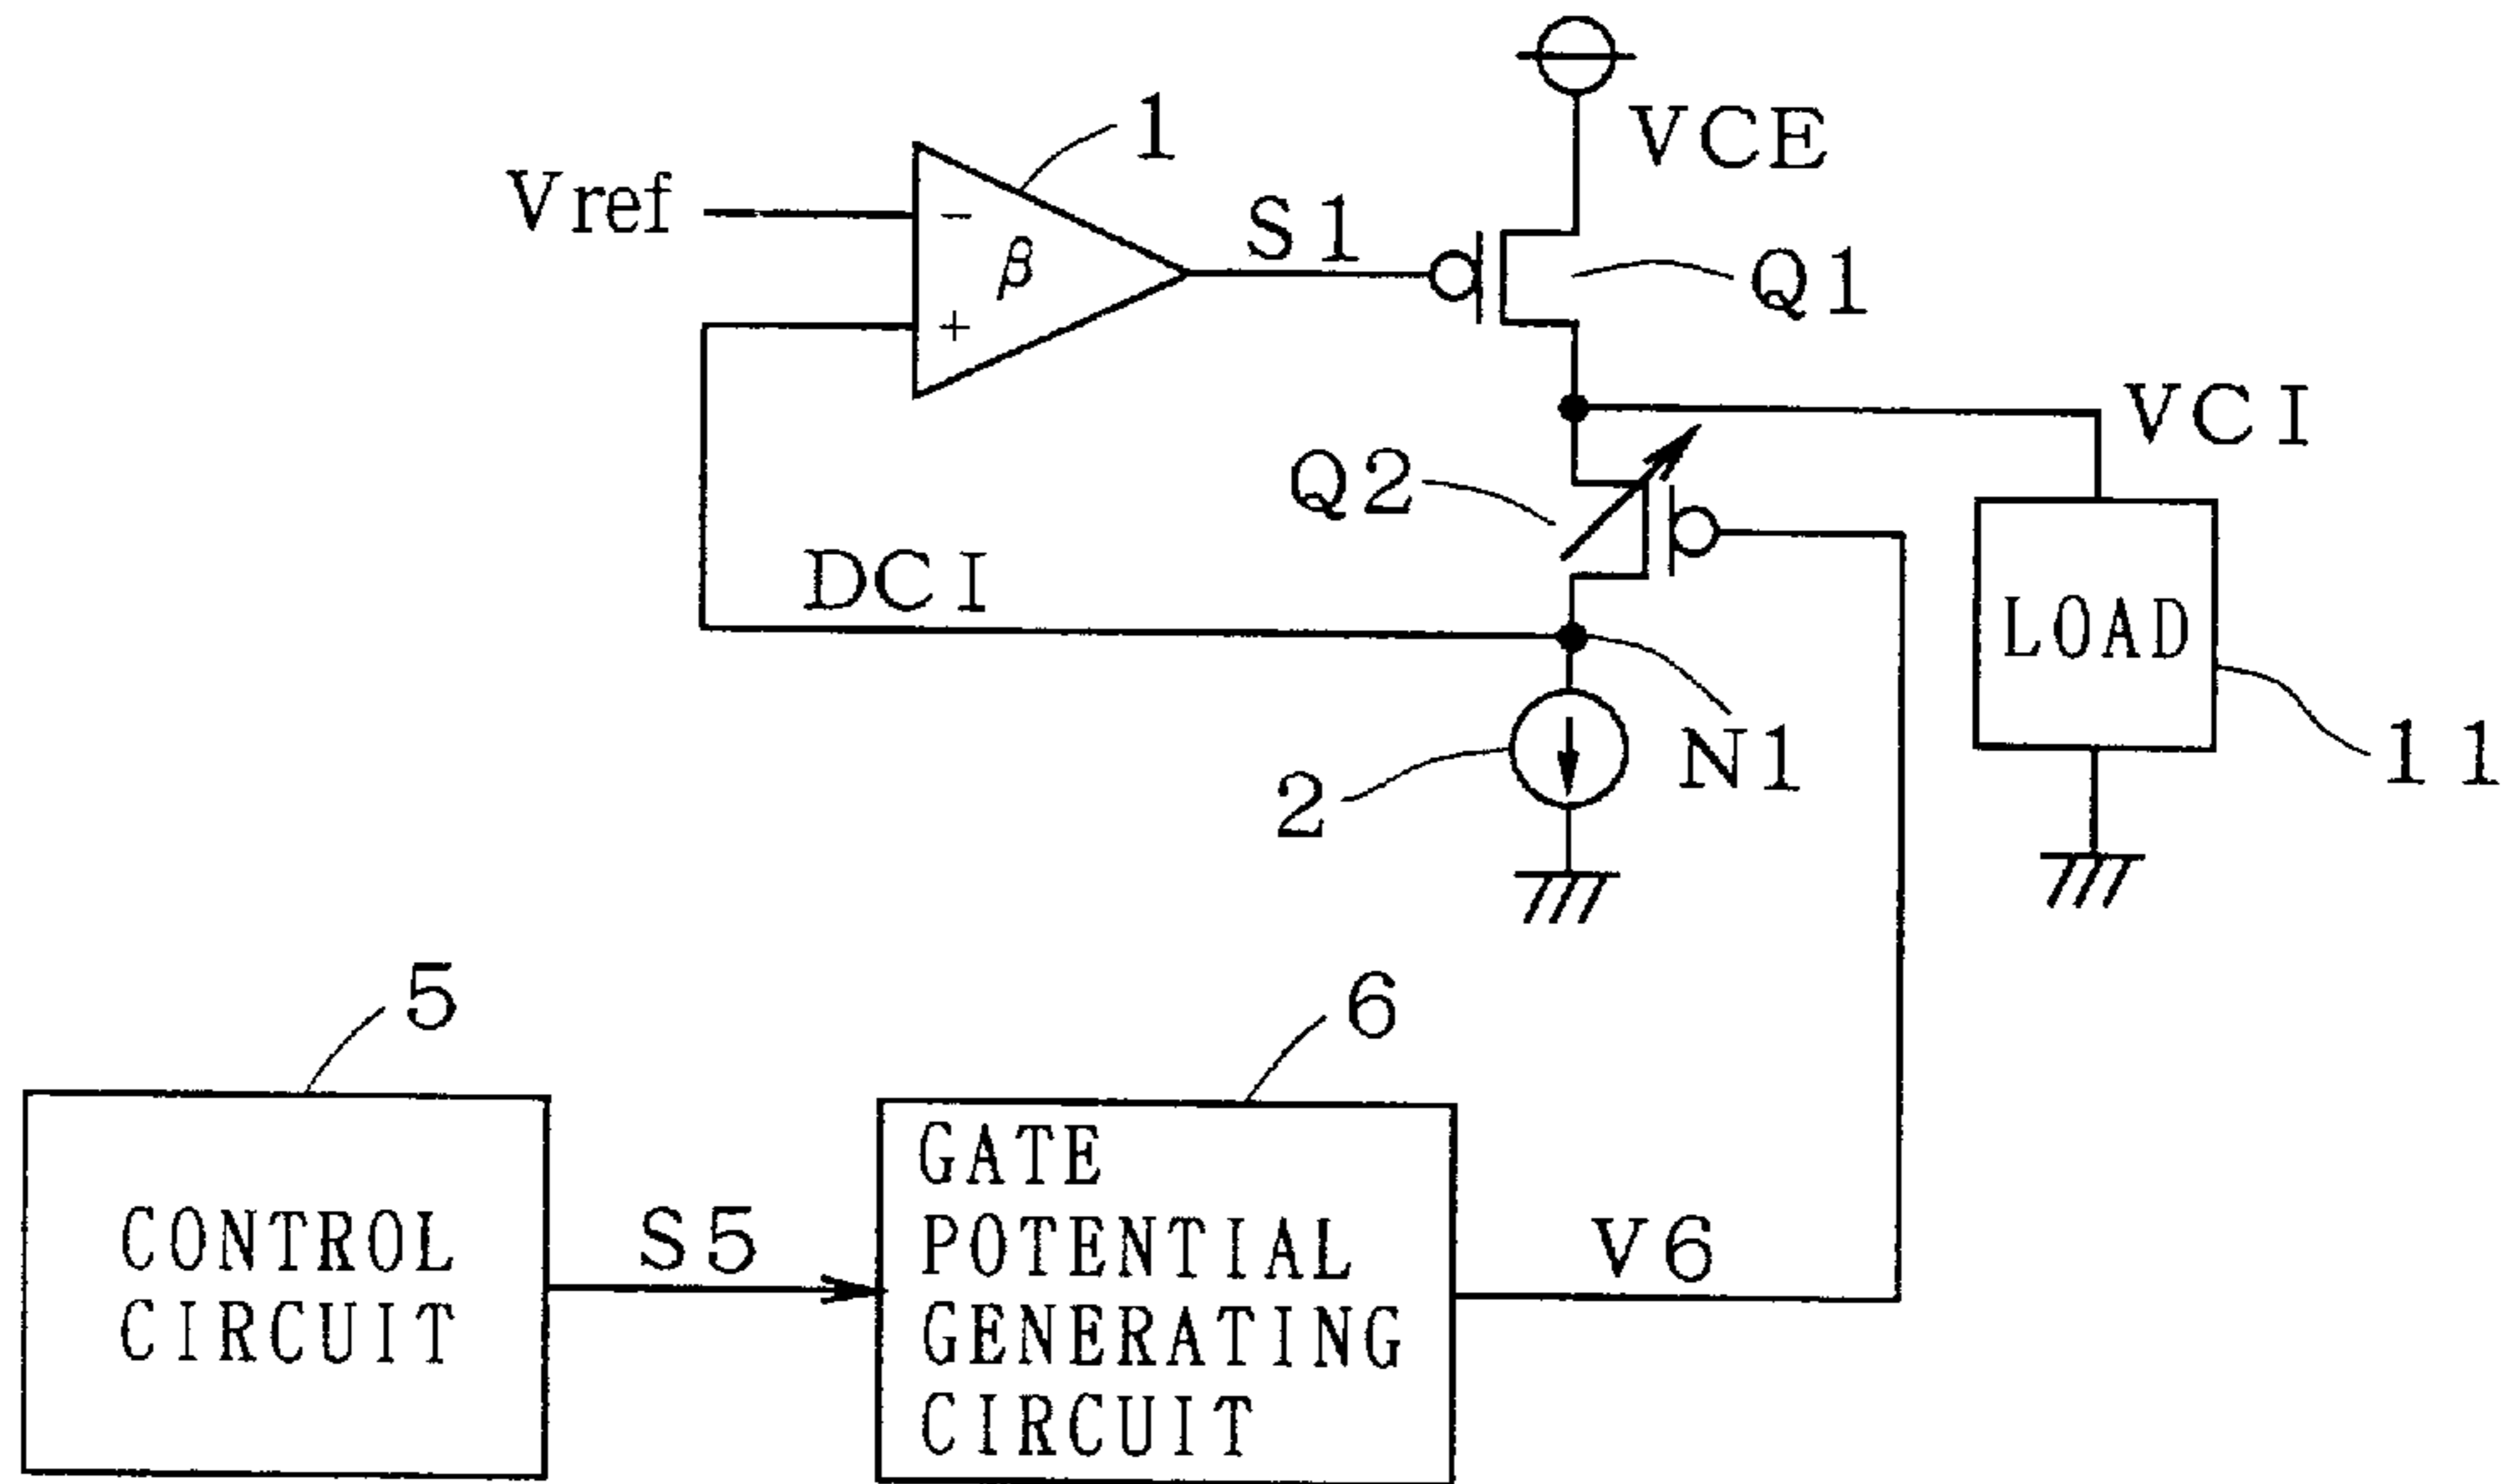 VCE
1
Vref
−
β
+
S1
Q1
VCI
Q2
DCI
LOAD
N1
2
11
5
6
CONTROL
CIRCUIT
S5
GATE
POTENTIAL
GENERATING
CIRCUIT
V6